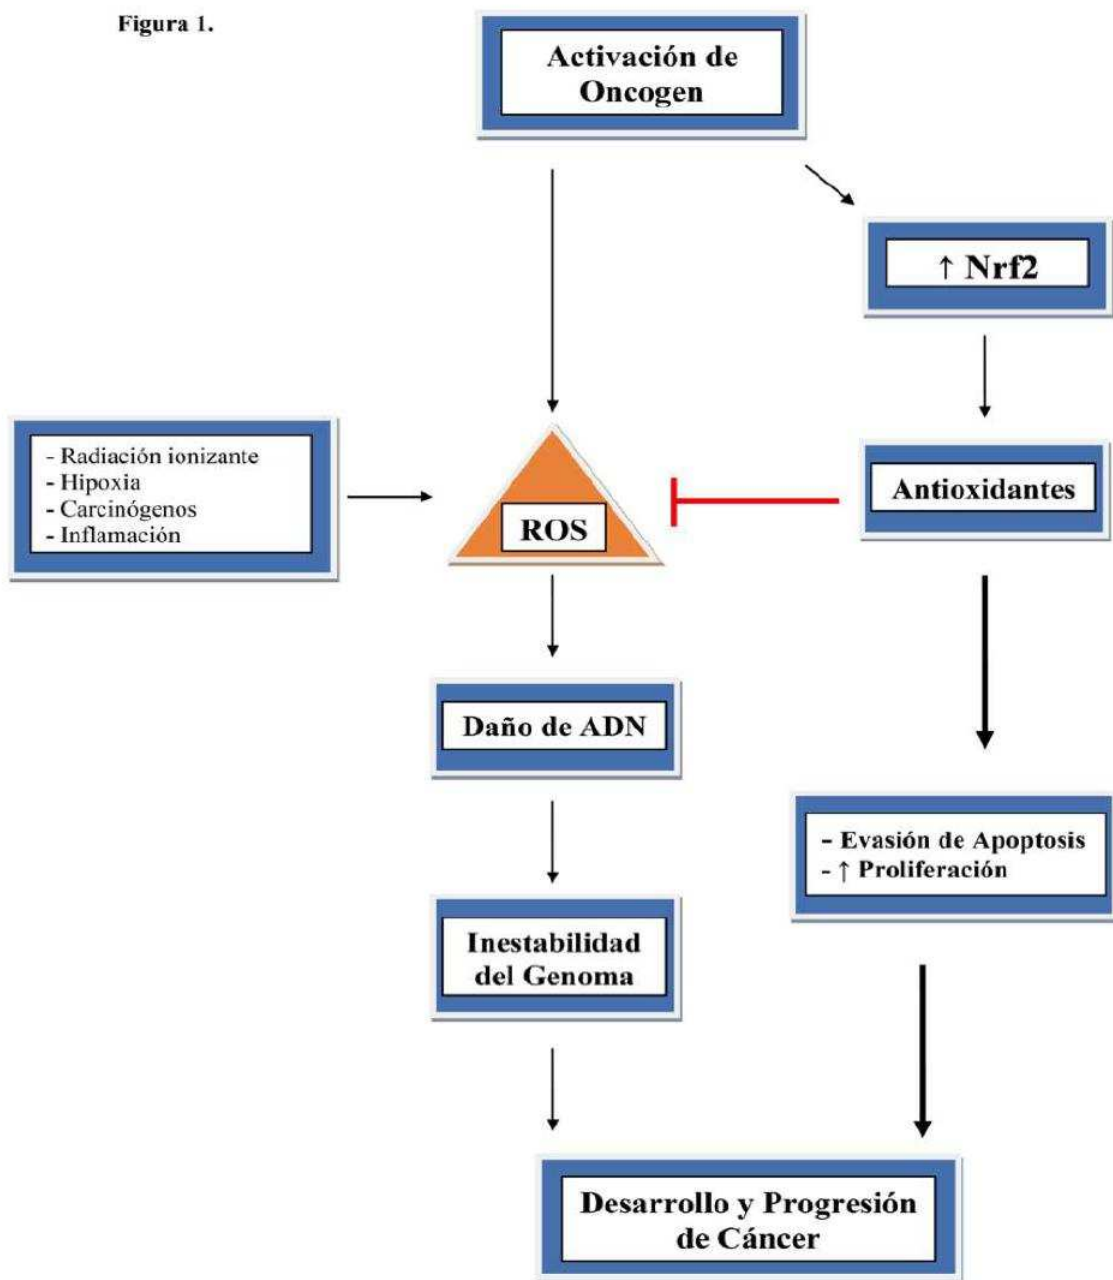 Figura 1.
Activación de
Oncogen
↑ Nrf2
- Radiación ionizante
- Hipoxia
- Carcinógenos
- Inflamación
ROS
Antioxidantes
Daño de ADN
- Evasión de Apoptosis
- ↑ Proliferación
Inestabilidad
del Genoma
Desarrollo y Progresión
de Cáncer